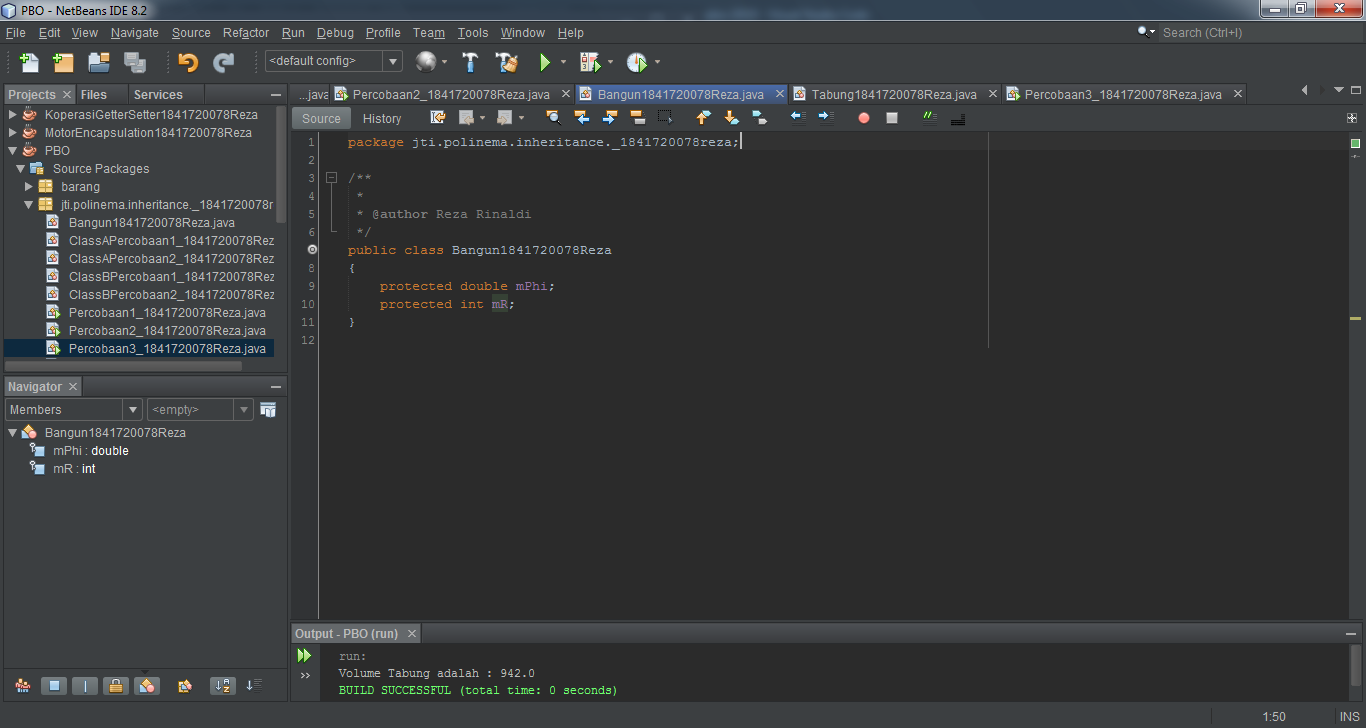 PBO - NetBeans IDE 8.2
File Edit View Navigate Source Refactor Run Debug Profile Team Tools Window Help
Search (Ctrl+I)
<default config>
Projects Files Services
KoperasiGetterSetter1841720078Reza
MotorEncapsulation1841720078Reza
PBO
Source Packages
barang
jti.polinema.inheritance._1841720078r
Bangun1841720078Reza.java
ClassAPercobaan1_1841720078Rez
ClassAPercobaan2_1841720078Rez
ClassBPercobaan1_1841720078Rez
ClassBPercobaan2_1841720078Rez
Percobaan1_1841720078Reza.java
Percobaan2_1841720078Reza.java
Percobaan3_1841720078Reza.java
Navigator
Members <empty>
Bangun1841720078Reza
mPhi : double
mR : int
...java Percobaan2_1841720078Reza.java Bangun1841720078Reza.java Tabung1841720078Reza.java Percobaan3_1841720078Reza.java
Source History
1 package jti.polinema.inheritance._1841720078reza;
2
3 /**
4 *
5 * @author Reza Rinaldi
6 */
public class Bangun1841720078Reza
8 {
9 protected double mPhi;
10 protected int mR;
11 }
12
Output - PBO (run)
run:
Volume Tabung adalah : 942.0
BUILD SUCCESSFUL (total time: 0 seconds)
1:50 INS